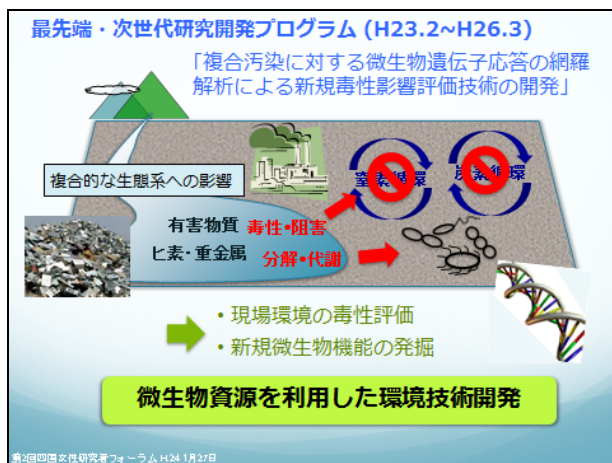 最先端・次世代研究開発プログラム (H23.2~H26.3)
「複合汚染に対する微生物遺伝子応答の網羅
解析による新規毒性影響評価技術の開発」
複合的な生態系への影響
窒素循環
炭素循環
有害物質 毒性・阻害
ヒ素・重金属 分解・代謝
・現場環境の毒性評価
・新規微生物機能の発掘
微生物資源を利用した環境技術開発
第2回四国女性研究者フォーラム H24 1月27日